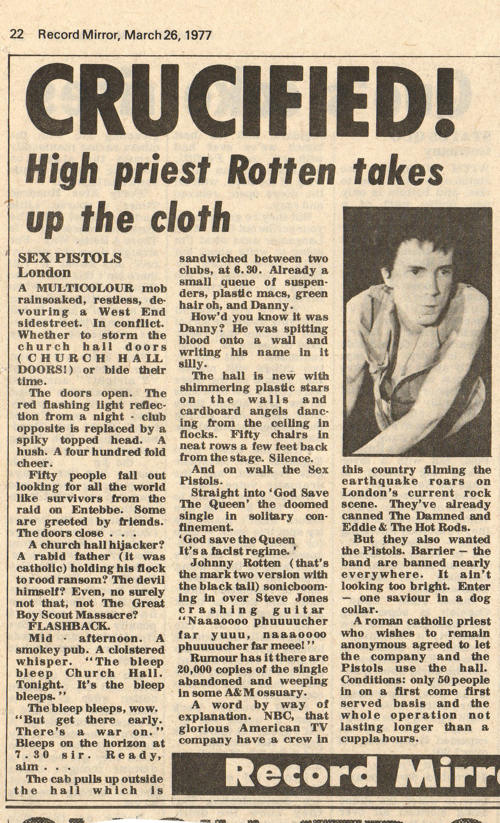 22 Record Mirror, March 26, 1977
CRUCIFIED!
High priest Rotten takes
up the cloth
SEX PISTOLS
London
A MULTICOLOUR mob
rainsoaked, restless, de-
vouring a West End
sidestreet. In conflict.
Whether to storm the
church hall doors
(CHURCH HALL
DOORS!) or bide their
time.
The doors open. The
red flashing light reflec-
tion from a night - club
opposite is replaced by a
spiky topped head. A
hush. A four hundred fold
cheer.
Fifty people fall out
looking for all the world
like survivors from the
raid on Entebbe. Some
are greeted by friends.
The doors close . . .
A church hall hijacker?
A rabid father (it was
catholic) holding his flock
to rood ransom? The devil
himself? Even, no surely
not that, not The Great
Boy Scout Massacre?
FLASHBACK.
Mid - afternoon. A
smokey pub. A cloistered
whisper. "The bleep
bleep Church Hall.
Tonight. It's the bleep
bleeps."
The bleep bleeps, wow.
"But get there early.
There's a war on."
Bleeps on the horizon at
7.30 sir. Ready,
aim . . .
The cab pulls up outside
the hall which is
sandwiched between two
clubs, at 6.30. Already a
small queue of suspen-
ders, plastic macs, green
hair oh, and Danny.
How'd you know it was
Danny? He was spitting
blood onto a wall and
writing his name in it
silly.
The hall is new with
shimmering plastic stars
on the walls and
cardboard angels danc-
ing from the ceiling in
flocks. Fifty chairs in
neat rows a few feet back
from the stage. Silence.
And on walk the Sex
Pistols.
Straight into 'God Save
The Queen' the doomed
single in solitary con-
finement.
'God save the Queen
It's a facist regime.'
Johnny Rotten (that's
the mark two version with
the black tail) sonicboom-
ing in over Steve Jones
crashing guitar
"Naaaoooo phuuuucher
far yuuu, naaaoooo
phuuuucher far meee!"
Rumour has it there are
20,000 copies of the single
abandoned and weeping
in some A&M ossuary.
A word by way of
explanation. NBC, that
glorious American TV
company have a crew in
this country filming the
earthquake roars on
London's current rock
scene. They've already
canned The Damned and
Eddie & The Hot Rods.
But they also wanted
the Pistols. Barrier — the
band are banned nearly
everywhere. It ain't
looking too bright. Enter
— one saviour in a dog
collar.
A roman catholic priest
who wishes to remain
anonymous agreed to let
the company and the
Pistols use the hall.
Conditions: only 50 people
in on a first come first
served basis and the
whole operation not
lasting longer than a
cuppla hours.
Record Mirr